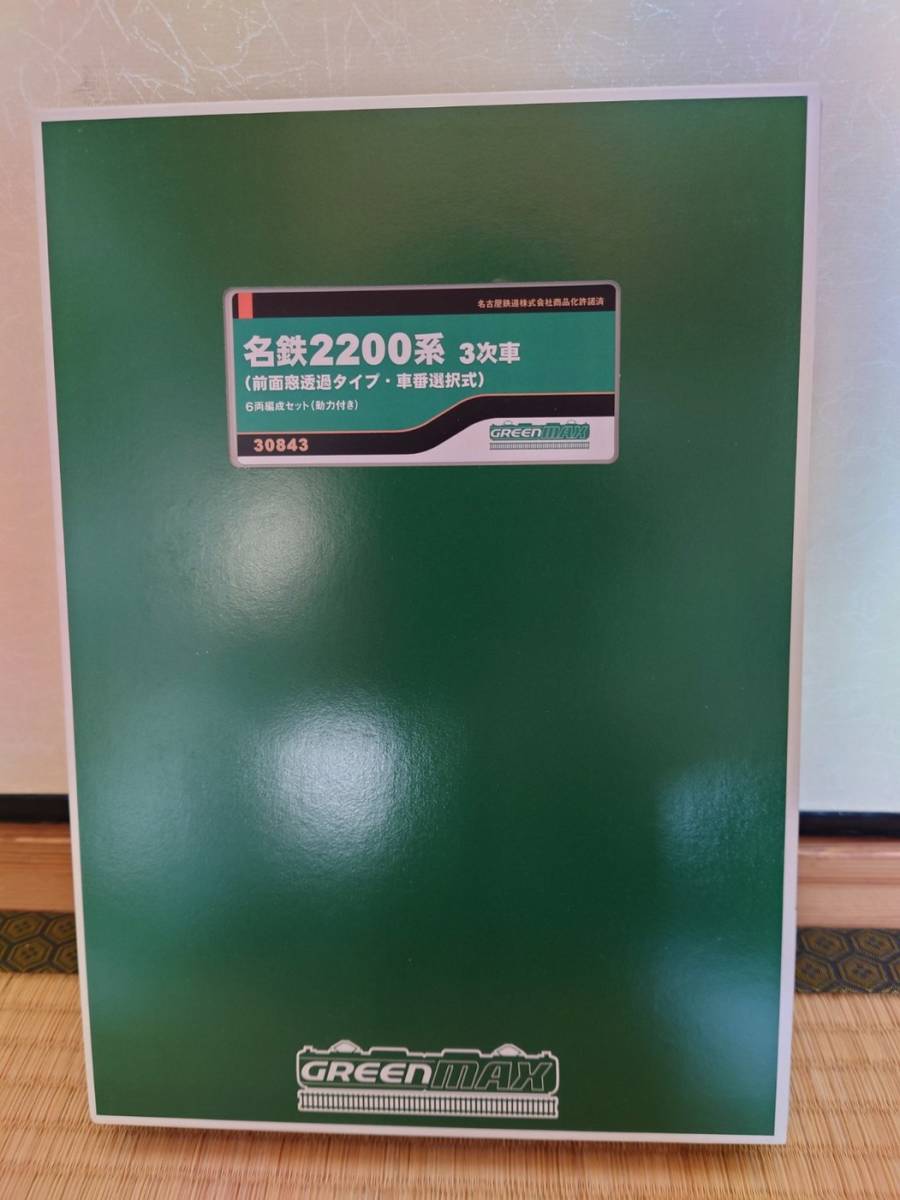 名古屋鉄道株式会社商品化許諾済
名鉄2200系 3次車
(前面窓透過タイプ・車番選択式)
6両編成セット(動力付き)
30843
GREENMAX
GREENMAX